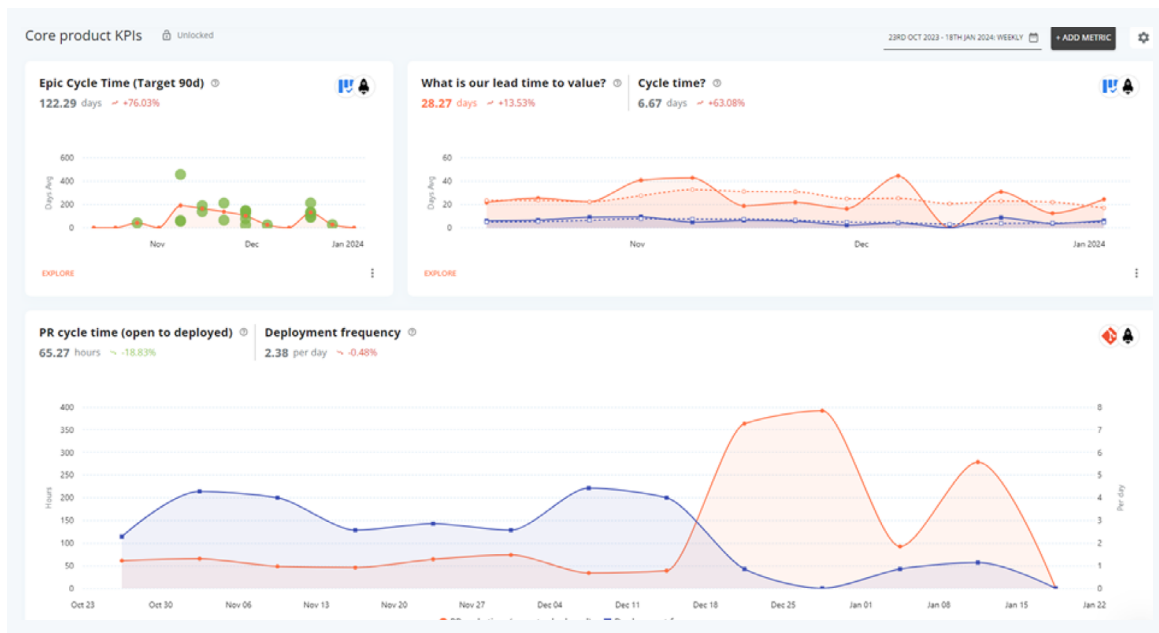 Core product KPIs Unlocked
23RD OCT 2023 - 18TH JAN 2024: WEEKLY + ADD METRIC
Epic Cycle Time (Target 90d)
122.29 days +76.03%
600
400
200
0
Days Avg
Nov Dec Jan 2024
EXPLORE
What is our lead time to value? Cycle time?
28.27 days +13.53% 6.67 days +63.08%
60
40
20
0
Days Avg
Nov Dec Jan 2024
EXPLORE
PR cycle time (open to deployed) Deployment frequency
65.27 hours -18.83% 2.38 per day -0.48%
400 8
350 7
300 6
250 5
200 4
150 3
100 2
50 1
0 0
Hours
Per day
Oct 23 Oct 30 Nov 06 Nov 13 Nov 20 Nov 27 Dec 04 Dec 11 Dec 18 Dec 25 Jan 01 Jan 08 Jan 15 Jan 22